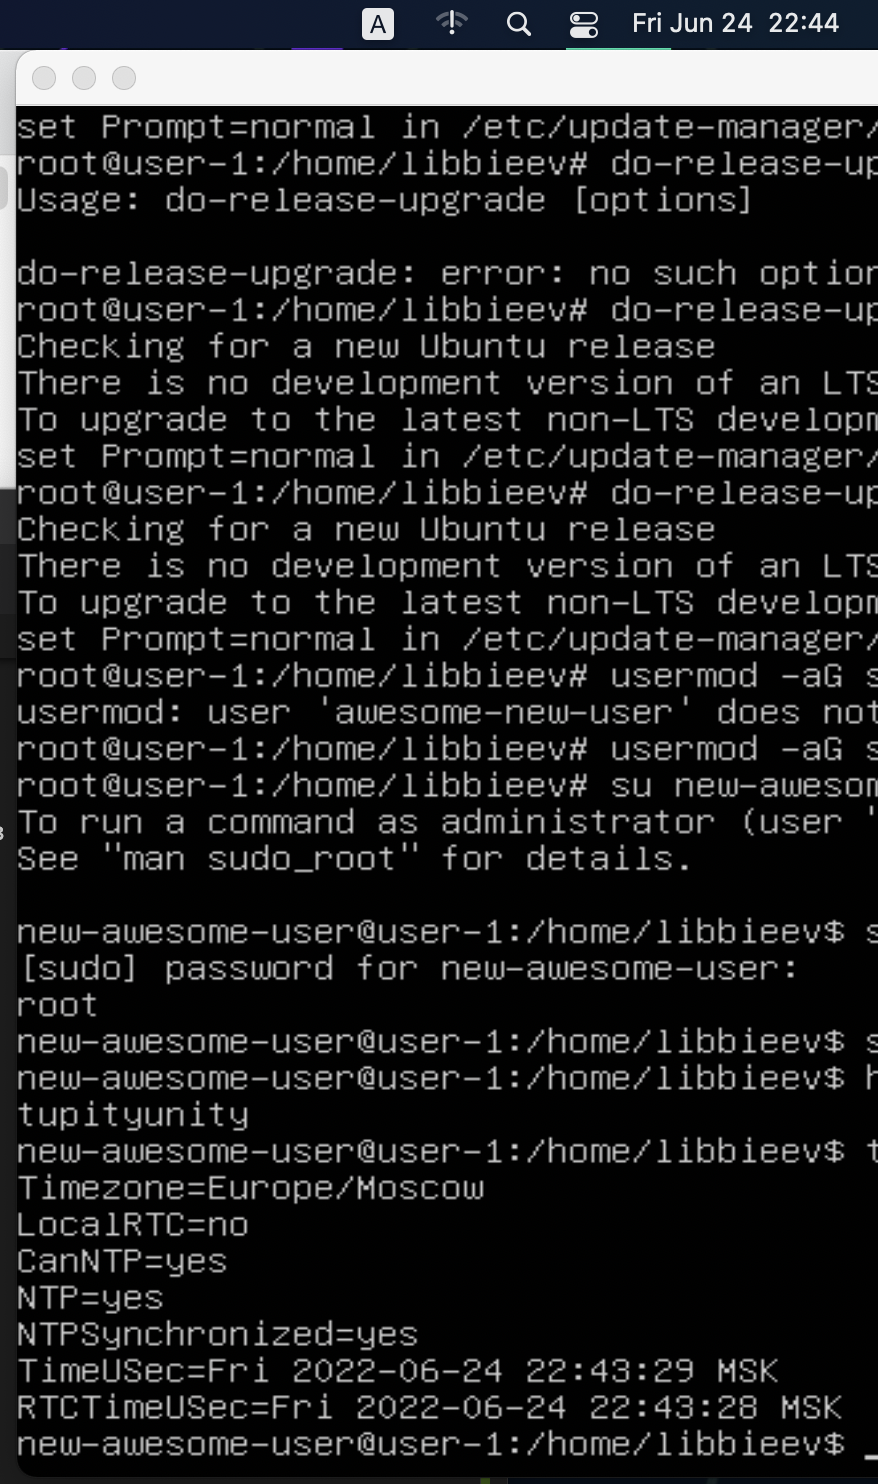 A Fri Jun 24 22:44
set Prompt=normal in /etc/update-manager/
root@user-1:/home/libbieev# do-release-up
Usage: do-release-upgrade [options]
do-release-upgrade: error: no such option
root@user-1:/home/libbieev# do-release-up
Checking for a new Ubuntu release
There is no development version of an LTS
To upgrade to the latest non-LTS developm
set Prompt=normal in /etc/update-manager/
root@user-1:/home/libbieev# do-release-up
Checking for a new Ubuntu release
There is no development version of an LTS
To upgrade to the latest non-LTS developm
set Prompt=normal in /etc/update-manager/
root@user-1:/home/libbieev# usermod -aG s
usermod: user 'awesome-new-user' does not
root@user-1:/home/libbieev# usermod -aG s
root@user-1:/home/libbieev# su new-awesom
To run a command as administrator (user "
See "man sudo_root" for details.
new-awesome-user@user-1:/home/libbieev$ s
[sudo] password for new-awesome-user:
root
new-awesome-user@user-1:/home/libbieev$ s
new-awesome-user@user-1:/home/libbieev$ h
tupityunity
new-awesome-user@user-1:/home/libbieev$ t
Timezone=Europe/Moscow
LocalRTC=no
CanNTP=yes
NTP=yes
NTPSynchronized=yes
TimeUSec=Fri 2022-06-24 22:43:29 MSK
RTCTimeUSec=Fri 2022-06-24 22:43:28 MSK
new-awesome-user@user-1:/home/libbieev$ _